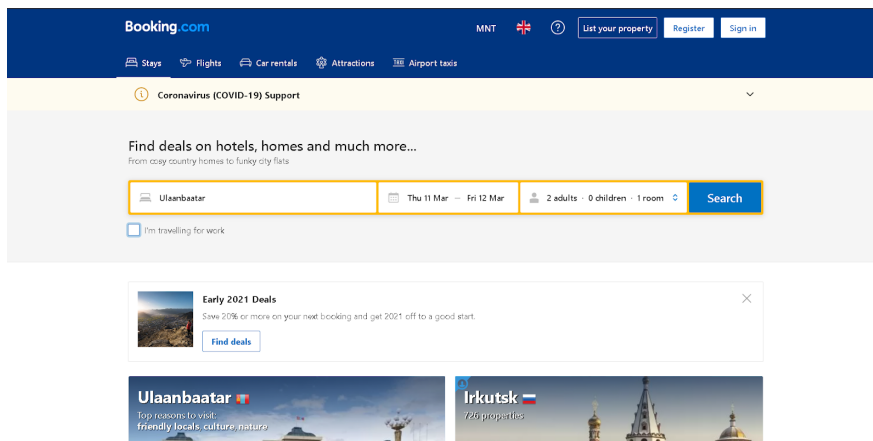 Booking.com
MNT
List your property
Register
Sign in
Stays
Flights
Car rentals
Attractions
Airport taxis
Coronavirus (COVID-19) Support
Find deals on hotels, homes and much more...
From cosy country homes to funky city flats
Ulaanbaatar
Thu 11 Mar — Fri 12 Mar
2 adults · 0 children · 1 room
Search
I'm travelling for work
Early 2021 Deals
Save 20% or more on your next booking and get 2021 off to a good start.
Find deals
Ulaanbaatar
Top reasons to visit:
friendly locals, culture, nature
Irkutsk
726 properties